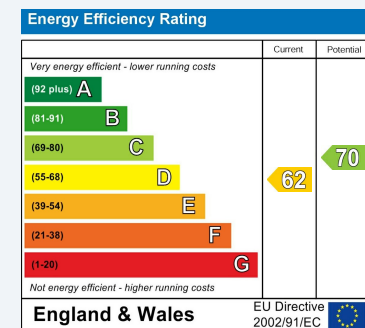 Energy Efficiency Rating
Current Potential
Very energy efficient - lower running costs
(92 plus) A
(81-91) B
(69-80) C
70
(55-68) D
62
(39-54) E
(21-38) F
(1-20) G
Not energy efficient - higher running costs
England & Wales
EU Directive
2002/91/EC